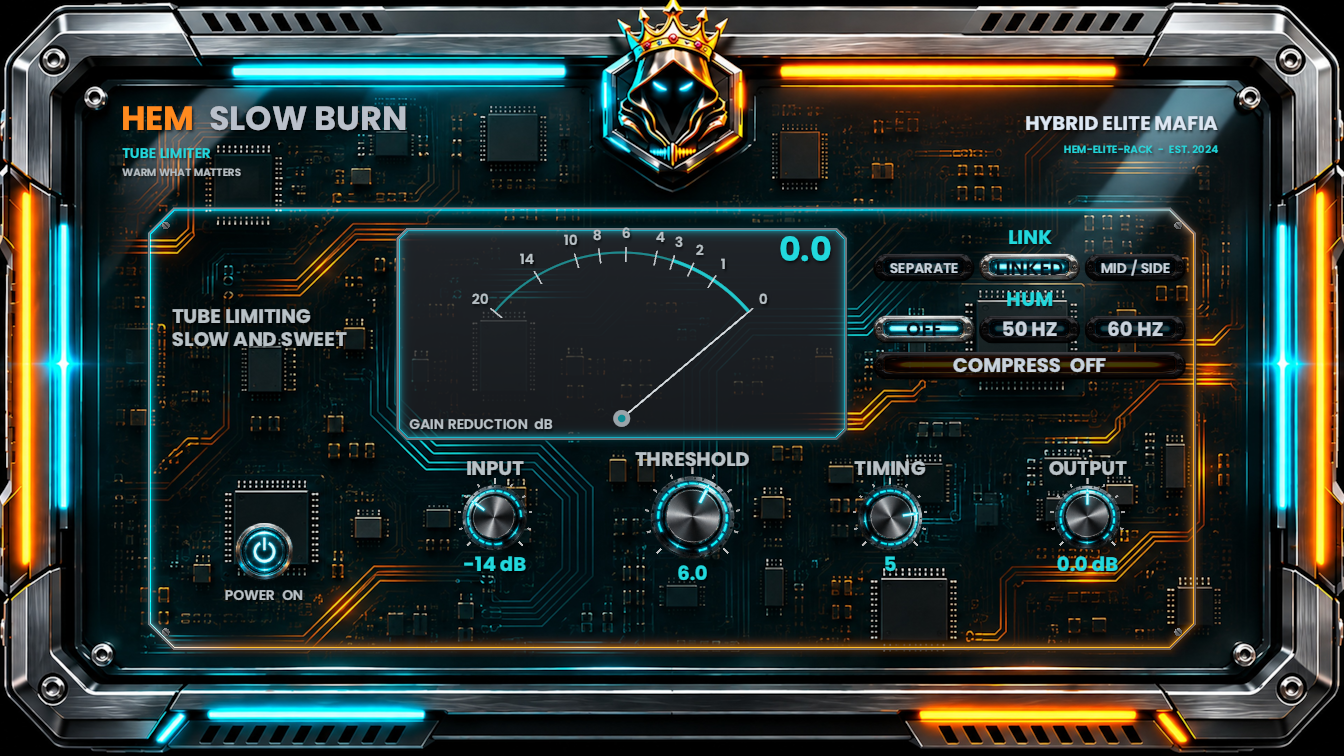 HEM SLOW BURN
TUBE LIMITER
WARM WHAT MATTERS
HYBRID ELITE MAFIA
HEM-ELITE-RACK - EST. 2024
20 14 10 8 6 4 3 2 1 0
0.0
GAIN REDUCTION dB
TUBE LIMITING
SLOW AND SWEET
LINK
SEPARATE LINKED MID / SIDE
HUM
OFF 50 HZ 60 HZ
COMPRESS OFF
INPUT THRESHOLD TIMING OUTPUT
-14 dB 6.0 5 0.0 dB
POWER ON